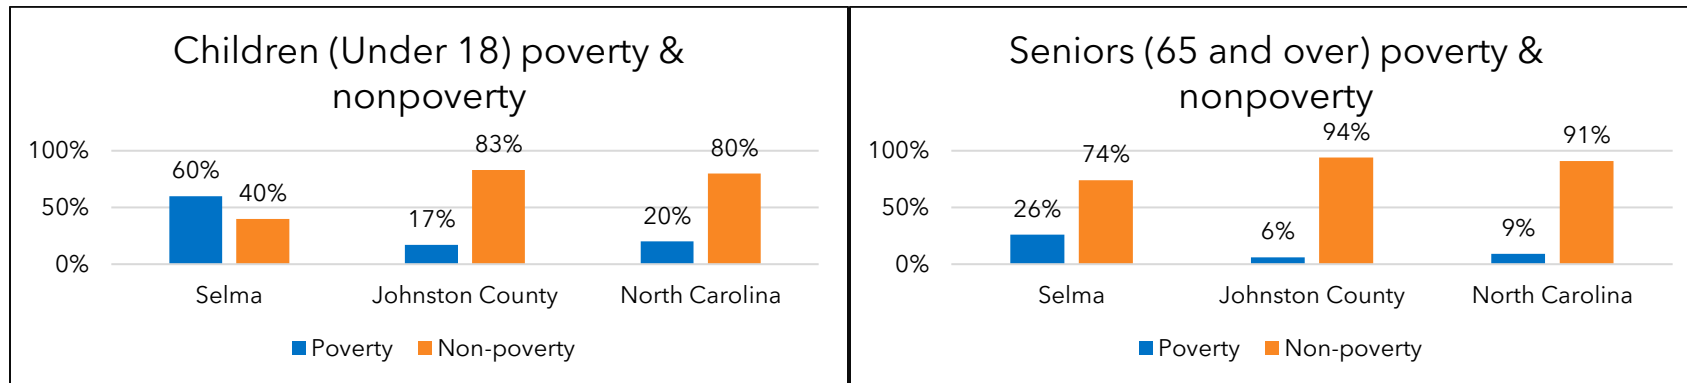 Children (Under 18) poverty &
nonpoverty
100%
50%
0%
60%
40%
17%
83%
20%
80%
Selma
Johnston County
North Carolina
Poverty
Non-poverty
Seniors (65 and over) poverty &
nonpoverty
100%
50%
0%
26%
74%
6%
94%
9%
91%
Selma
Johnston County
North Carolina
Poverty
Non-poverty